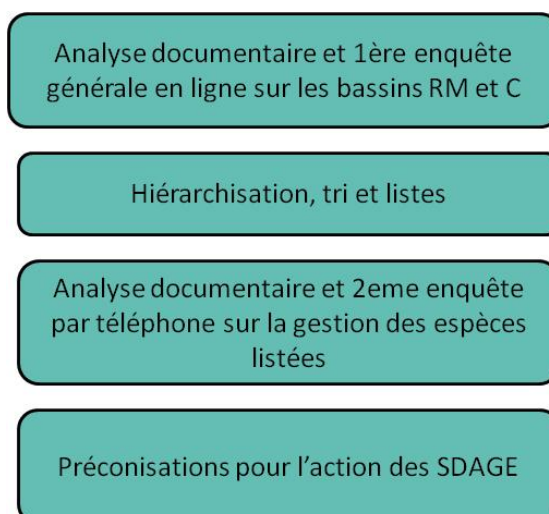 Analyse documentaire et 1ère enquête
générale en ligne sur les bassins RM et C
Hiérarchisation, tri et listes
Analyse documentaire et 2eme enquête
par téléphone sur la gestion des espèces
listées
Préconisations pour l’action des SDAGE